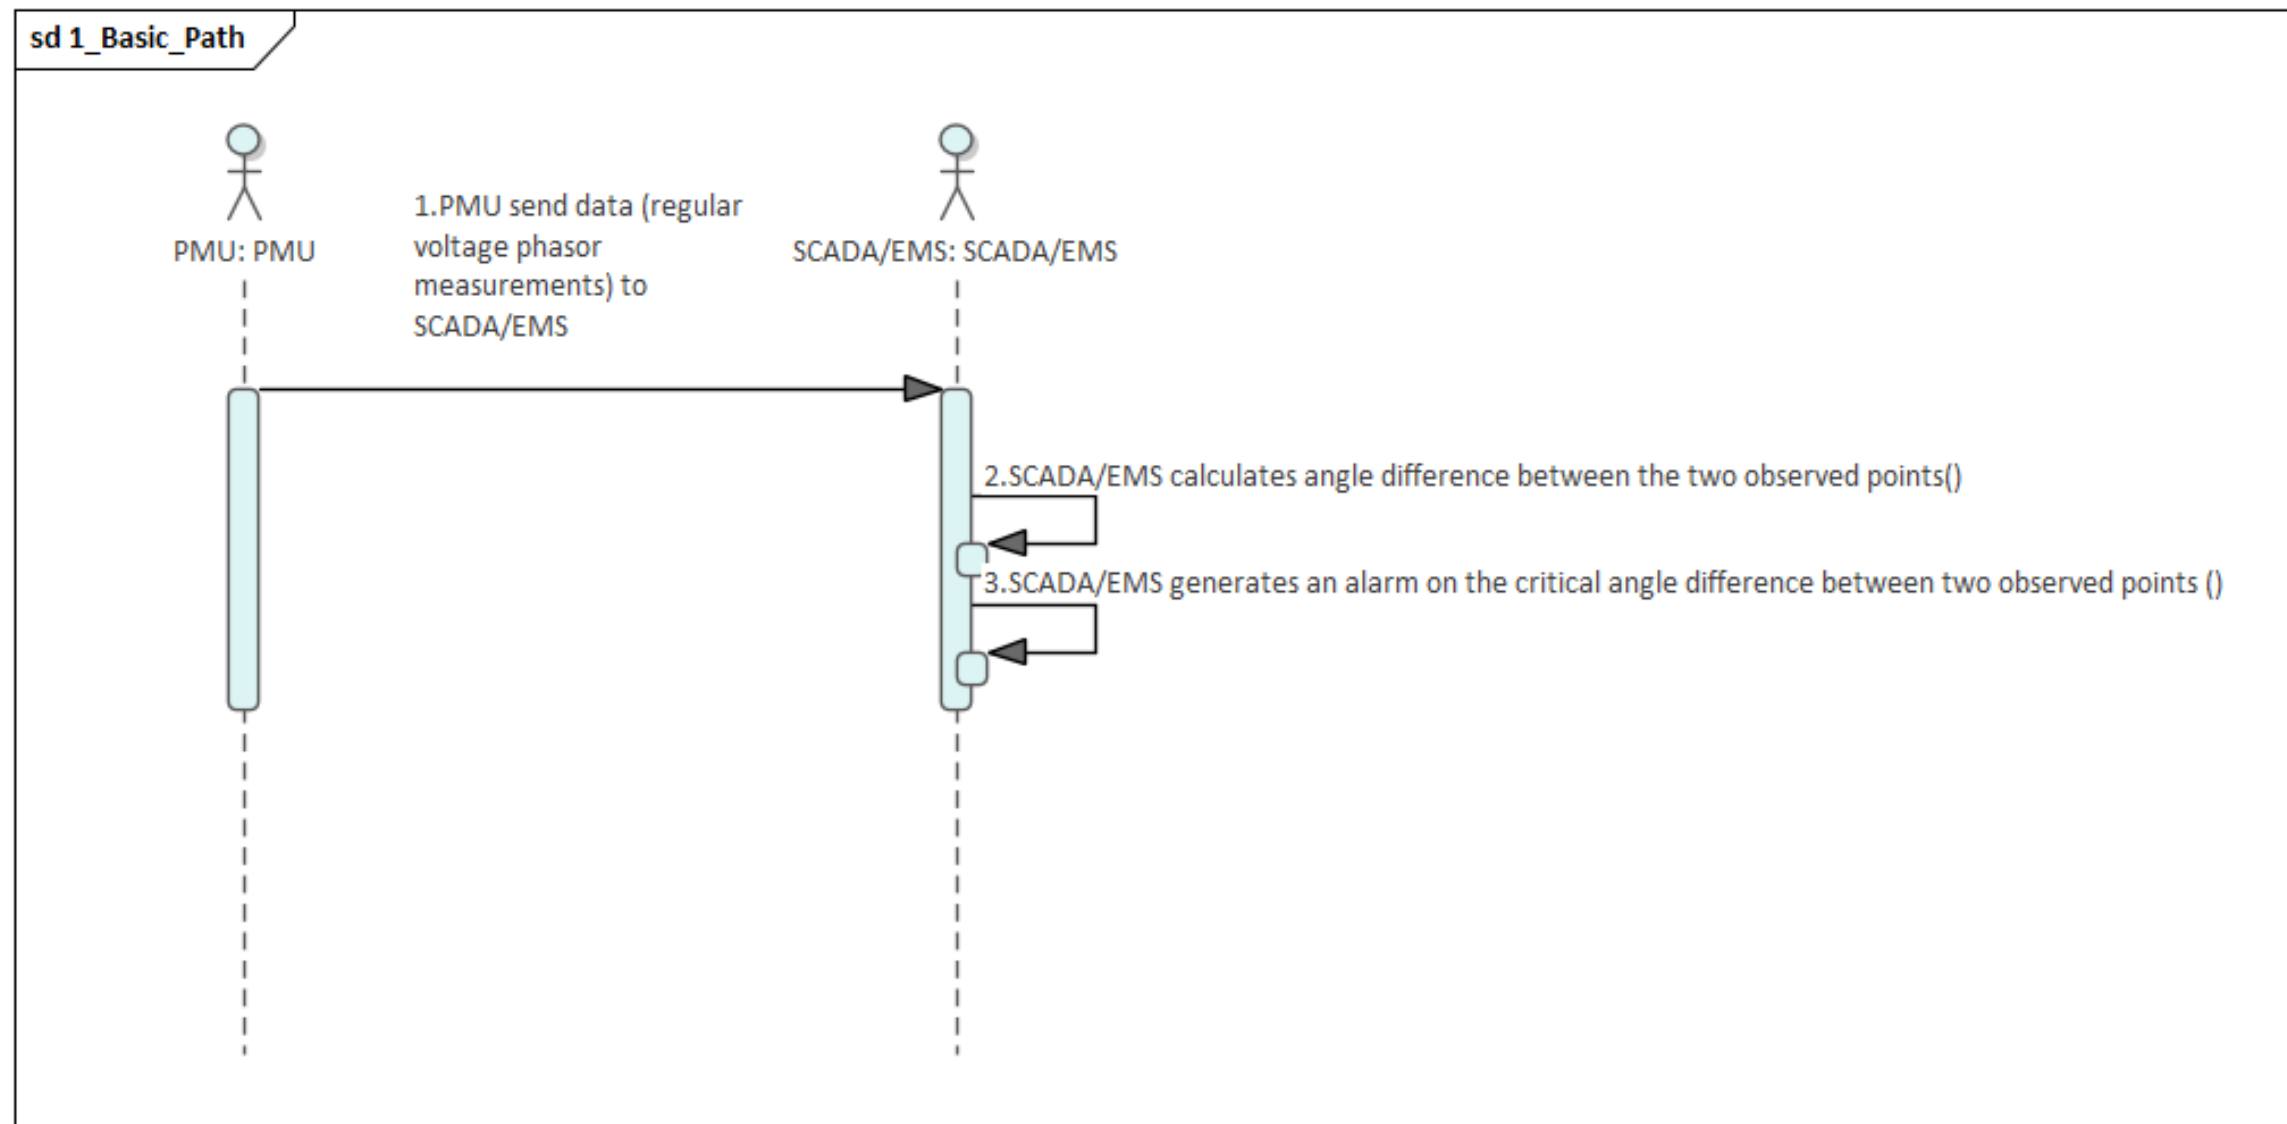 sd 1_Basic_Path
1.PMU send data (regular
voltage phasor
measurements) to
SCADA/EMS
PMU: PMU
SCADA/EMS: SCADA/EMS
2.SCADA/EMS calculates angle difference between the two observed points()
3.SCADA/EMS generates an alarm on the critical angle difference between two observed points ()